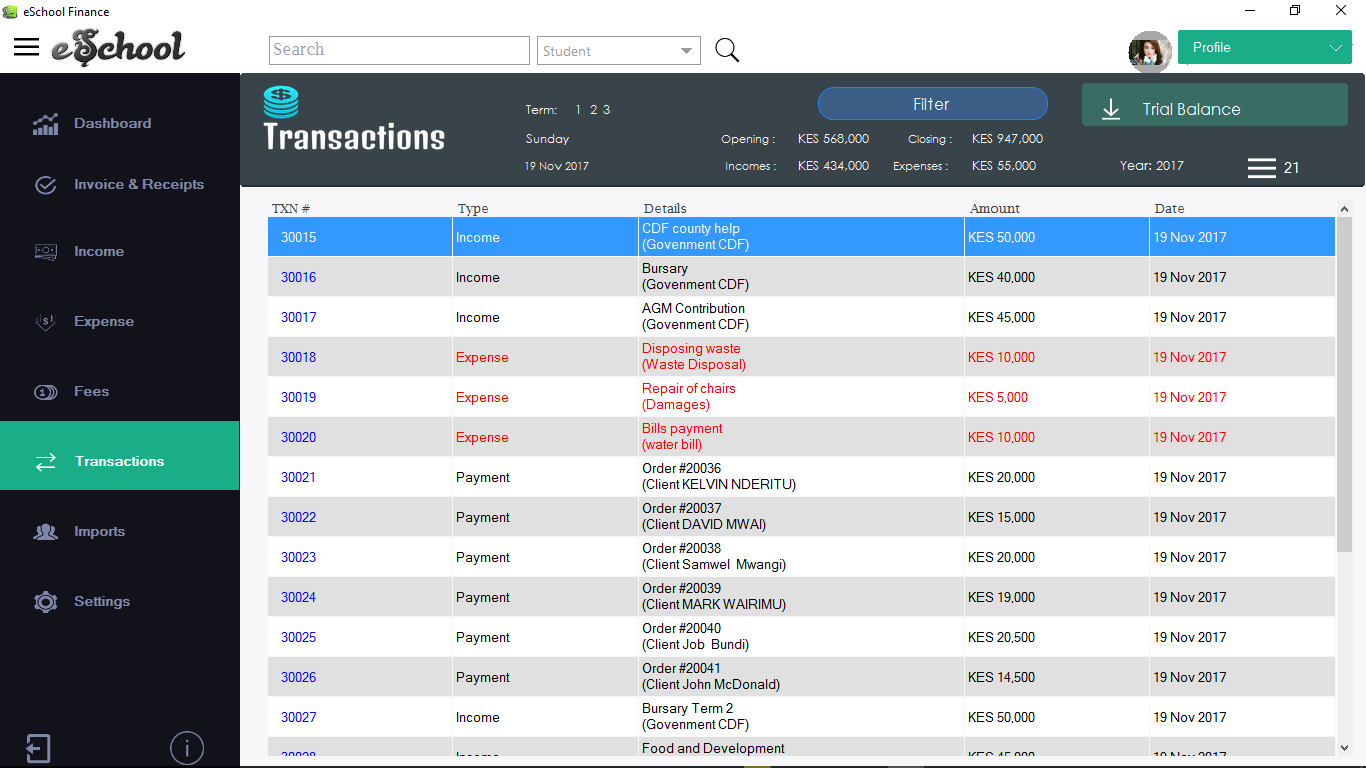 eSchool Finance
eSchool
Search
Student
Profile
Dashboard
Invoice & Receipts
Income
Expense
Fees
Transactions
Imports
Settings
Transactions
Term: 1 2 3
Sunday
19 Nov 2017
Filter
Opening : KES 568,000 Closing : KES 947,000
Incomes : KES 434,000 Expenses : KES 55,000
Trial Balance
Year: 2017
21
TXN # Type Details Amount Date
30015 Income CDF county help KES 50,000 19 Nov 2017
(Govenment CDF)
30016 Income Bursary KES 40,000 19 Nov 2017
(Govenment CDF)
30017 Income AGM Contribution KES 45,000 19 Nov 2017
(Govenment CDF)
30018 Expense Disposing waste KES 10,000 19 Nov 2017
(Waste Disposal)
30019 Expense Repair of chairs KES 5,000 19 Nov 2017
(Damages)
30020 Expense Bills payment KES 10,000 19 Nov 2017
(water bill)
30021 Payment Order #20036 KES 20,000 19 Nov 2017
(Client KELVIN NDERITU)
30022 Payment Order #20037 KES 15,000 19 Nov 2017
(Client DAVID MWAI)
30023 Payment Order #20038 KES 20,000 19 Nov 2017
(Client Samwel Mwangi)
30024 Payment Order #20039 KES 19,000 19 Nov 2017
(Client MARK WAIRIMU)
30025 Payment Order #20040 KES 20,500 19 Nov 2017
(Client Job Bundi)
30026 Payment Order #20041 KES 14,500 19 Nov 2017
(Client John McDonald)
30027 Income Bursary Term 2 KES 50,000 19 Nov 2017
(Govenment CDF)
30028 Income Food and Development KES 45,000 19 Nov 2017